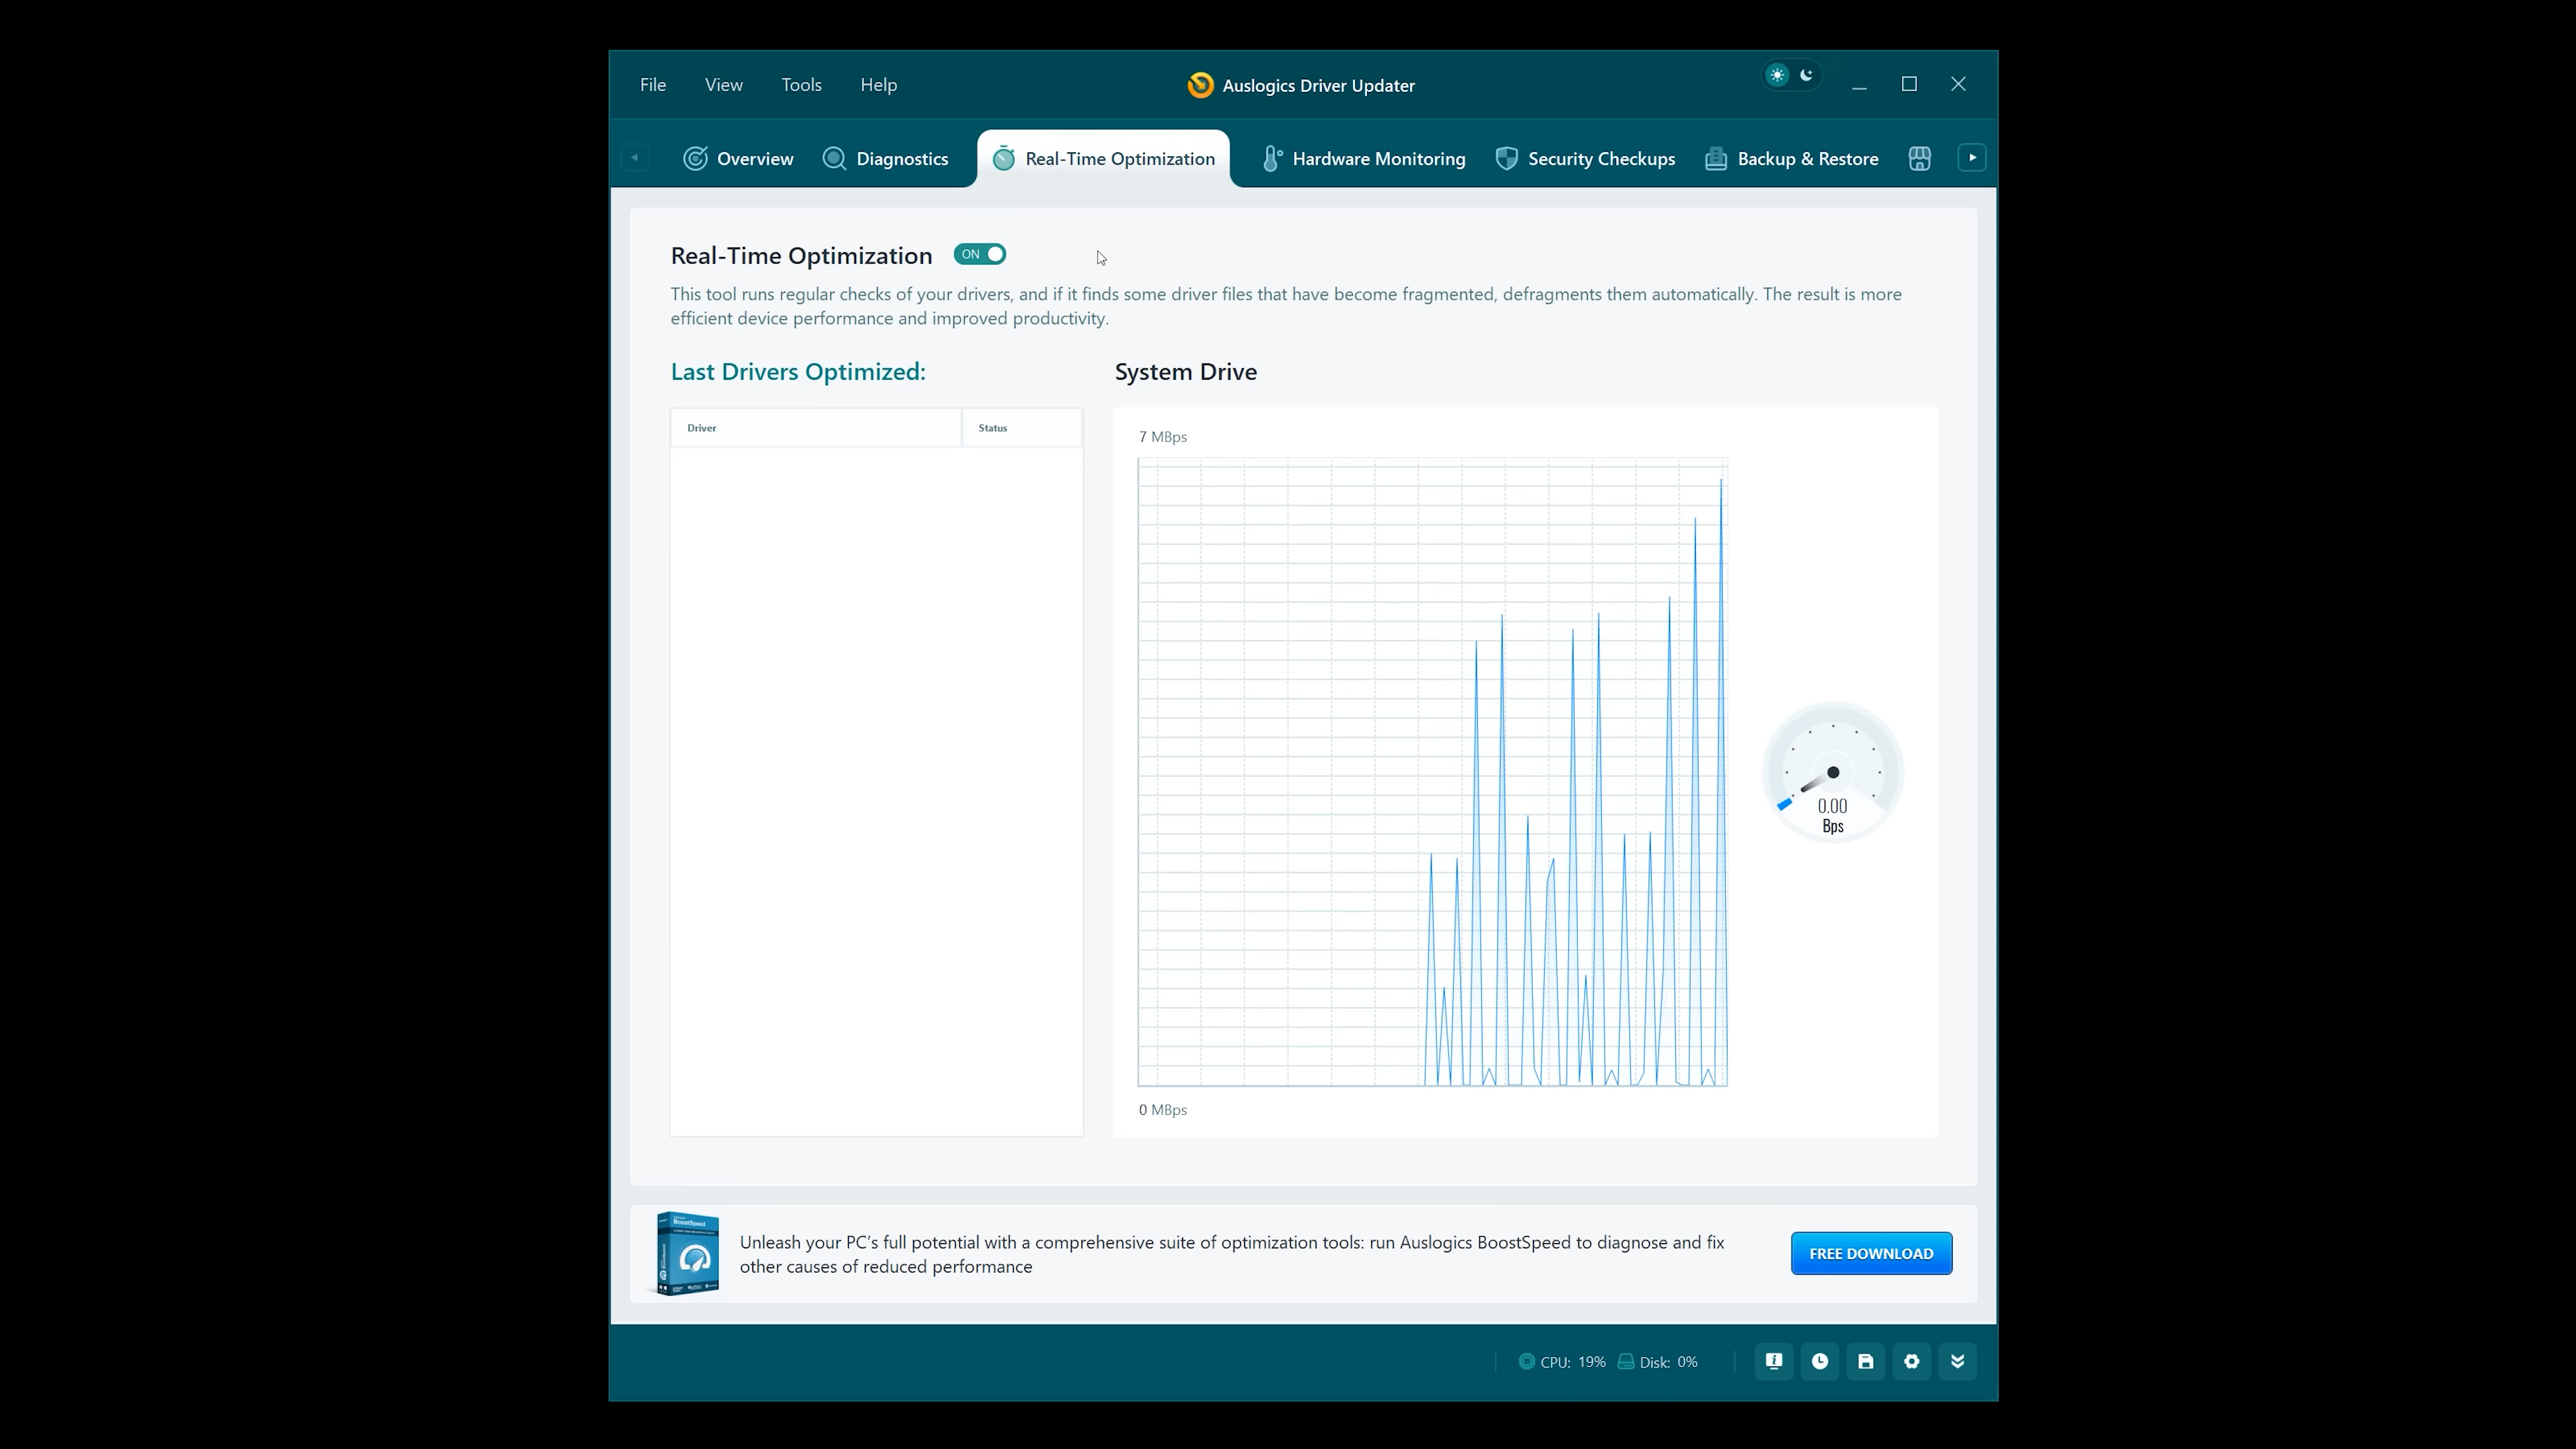 File View Tools Help
Auslogics Driver Updater
Overview
Diagnostics
Real-Time Optimization
Hardware Monitoring
Security Checkups
Backup & Restore
Real-Time Optimization
ON
This tool runs regular checks of your drivers, and if it finds some driver files that have become fragmented, defragments them automatically. The result is more
efficient device performance and improved productivity.
Last Drivers Optimized:
Driver
Status
System Drive
7 MBps
0 MBps
0.00
Bps
BoostSpeed
Unleash your PC's full potential with a comprehensive suite of optimization tools: run Auslogics BoostSpeed to diagnose and fix
other causes of reduced performance
FREE DOWNLOAD
CPU: 19%
Disk: 0%